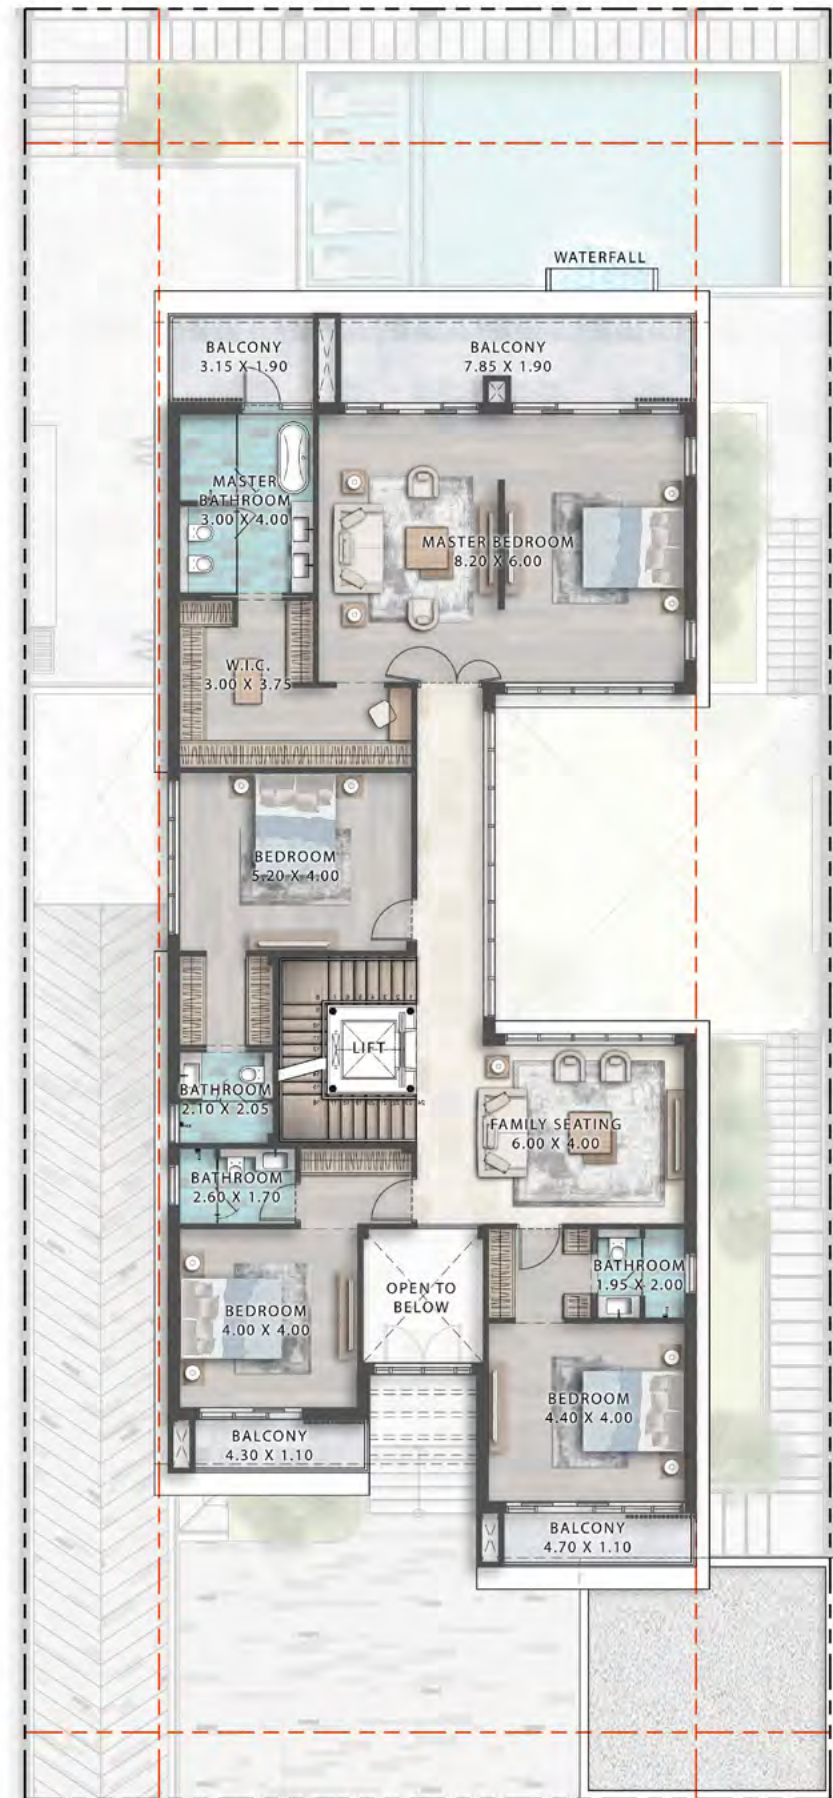 WATERFALL
BALCONY
3.15 X 1.90
BALCONY
7.85 X 1.90
MASTER
BATHROOM
3.00 X 4.00
MASTER BEDROOM
8.20 X 6.00
W.I.C.
3.00 X 3.75
BEDROOM
5.20 X 4.00
LIFT
BATHROOM
2.10 X 2.05
FAMILY SEATING
6.00 X 4.00
BATHROOM
2.60 X 1.70
OPEN TO
BELOW
BATHROOM
1.95 X 2.00
BEDROOM
4.00 X 4.00
BEDROOM
4.40 X 4.00
BALCONY
4.30 X 1.10
BALCONY
4.70 X 1.10